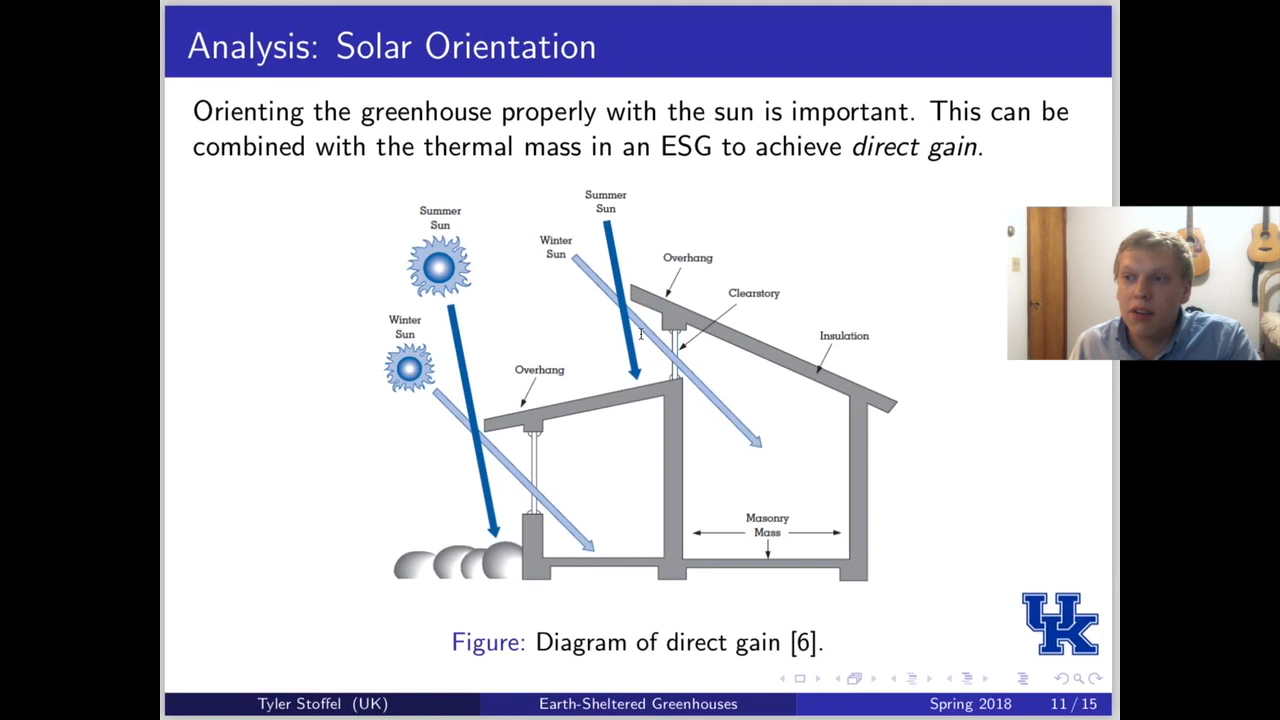 Analysis: Solar Orientation
Orienting the greenhouse properly with the sun is important. This can be
combined with the thermal mass in an ESG to achieve direct gain.
Summer
Sun
Summer
Sun
Winter
Sun
Overhang
Clearstory
Winter
Sun
Insulation
Overhang
Masonry
Mass
UK
Figure: Diagram of direct gain [6].
Tyler Stoffel (UK) Earth-Sheltered Greenhouses Spring 2018 11 / 15